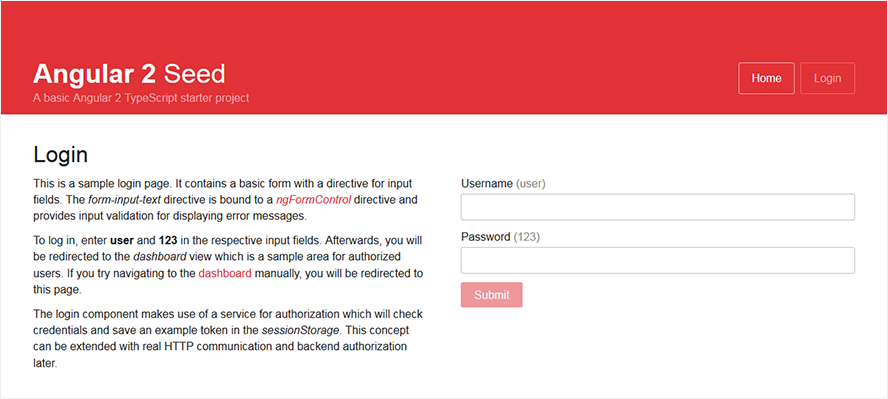 Angular 2 Seed
A basic Angular 2 TypeScript starter project
Home
Login
Login
This is a sample login page. It contains a basic form with a directive for input
fields. The form-input-text directive is bound to a ngFormControl directive and
provides input validation for displaying error messages.
To log in, enter user and 123 in the respective input fields. Afterwards, you will
be redirected to the dashboard view which is a sample area for authorized
users. If you try navigating to the dashboard manually, you will be redirected to
this page.
The login component makes use of a service for authorization which will check
credentials and save an example token in the sessionStorage. This concept
can be extended with real HTTP communication and backend authorization
later.
Username (user)
Password (123)
Submit